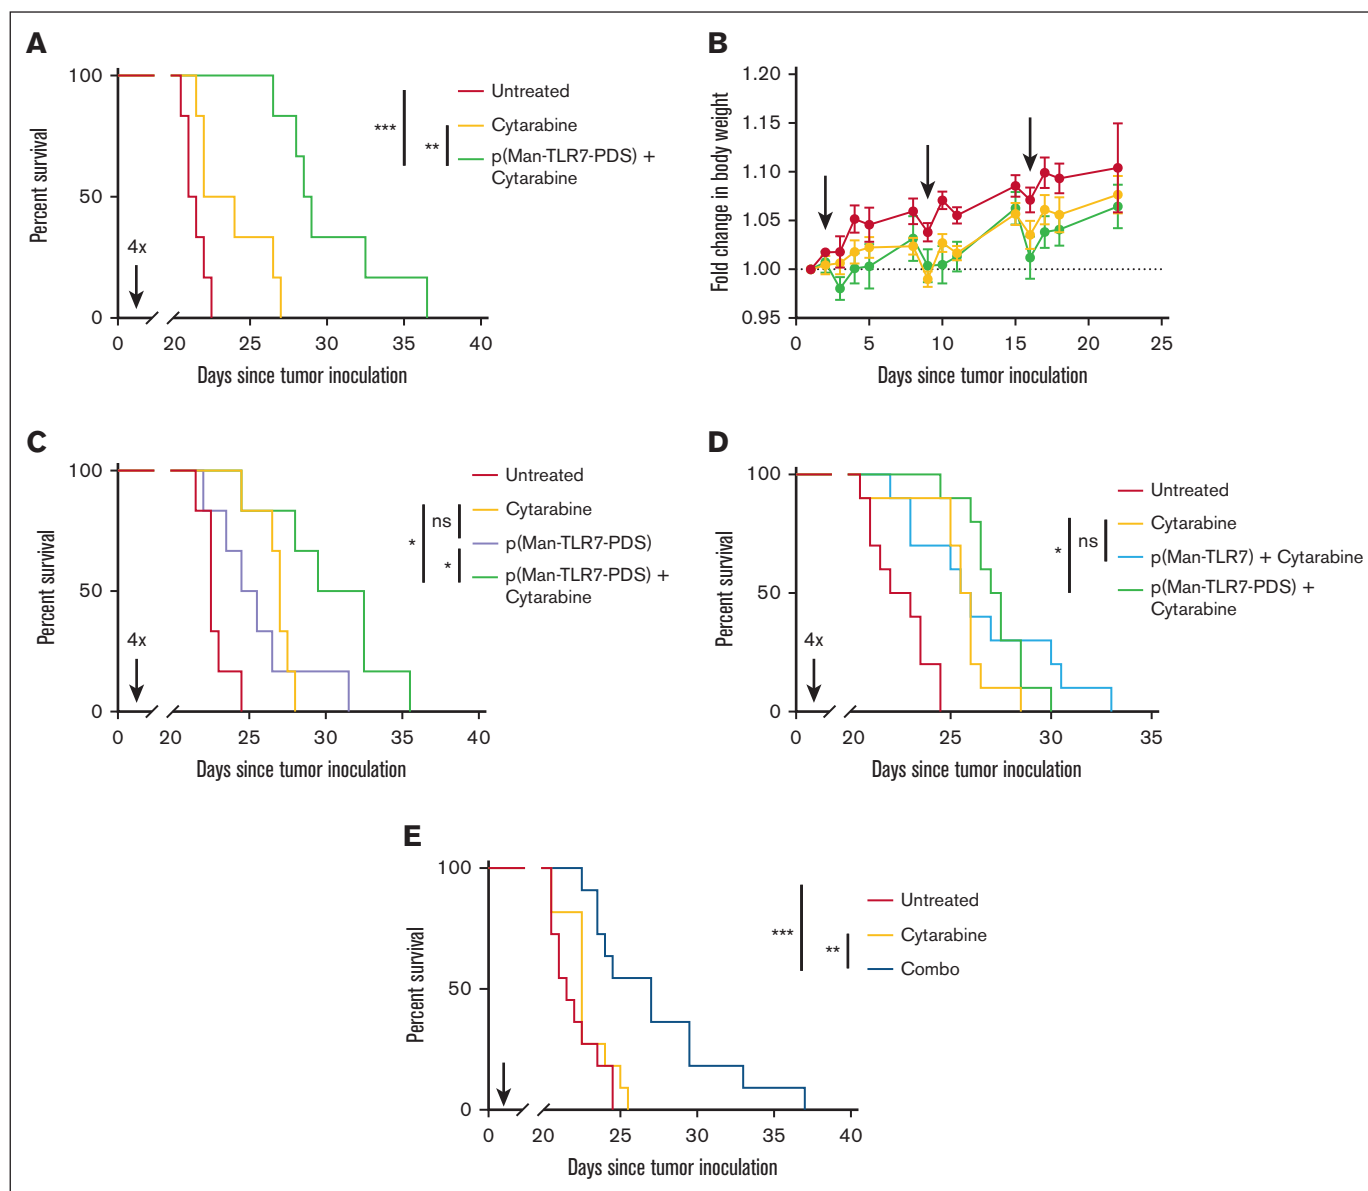 A
100
50
0
Percent survival
4x
0
20
25
30
35
40
Days since tumor inoculation
***
**
Untreated
Cytarabine
p(Man-TLR7-PDS) +
Cytarabine
B
1.20
1.15
1.10
1.05
1.00
0.95
Fold change in body weight
0
5
10
15
20
25
Days since tumor inoculation
C
100
50
0
Percent survival
4x
0
20
25
30
35
40
Days since tumor inoculation
*
ns
*
Untreated
Cytarabine
p(Man-TLR7-PDS)
p(Man-TLR7-PDS) +
Cytarabine
D
100
50
0
Percent survival
4x
0
20
25
30
35
Days since tumor inoculation
*
ns
Untreated
Cytarabine
p(Man-TLR7) + Cytarabine
p(Man-TLR7-PDS) +
Cytarabine
E
100
50
0
Percent survival
0
20
25
30
35
40
Days since tumor inoculation
***
**
Untreated
Cytarabine
Combo